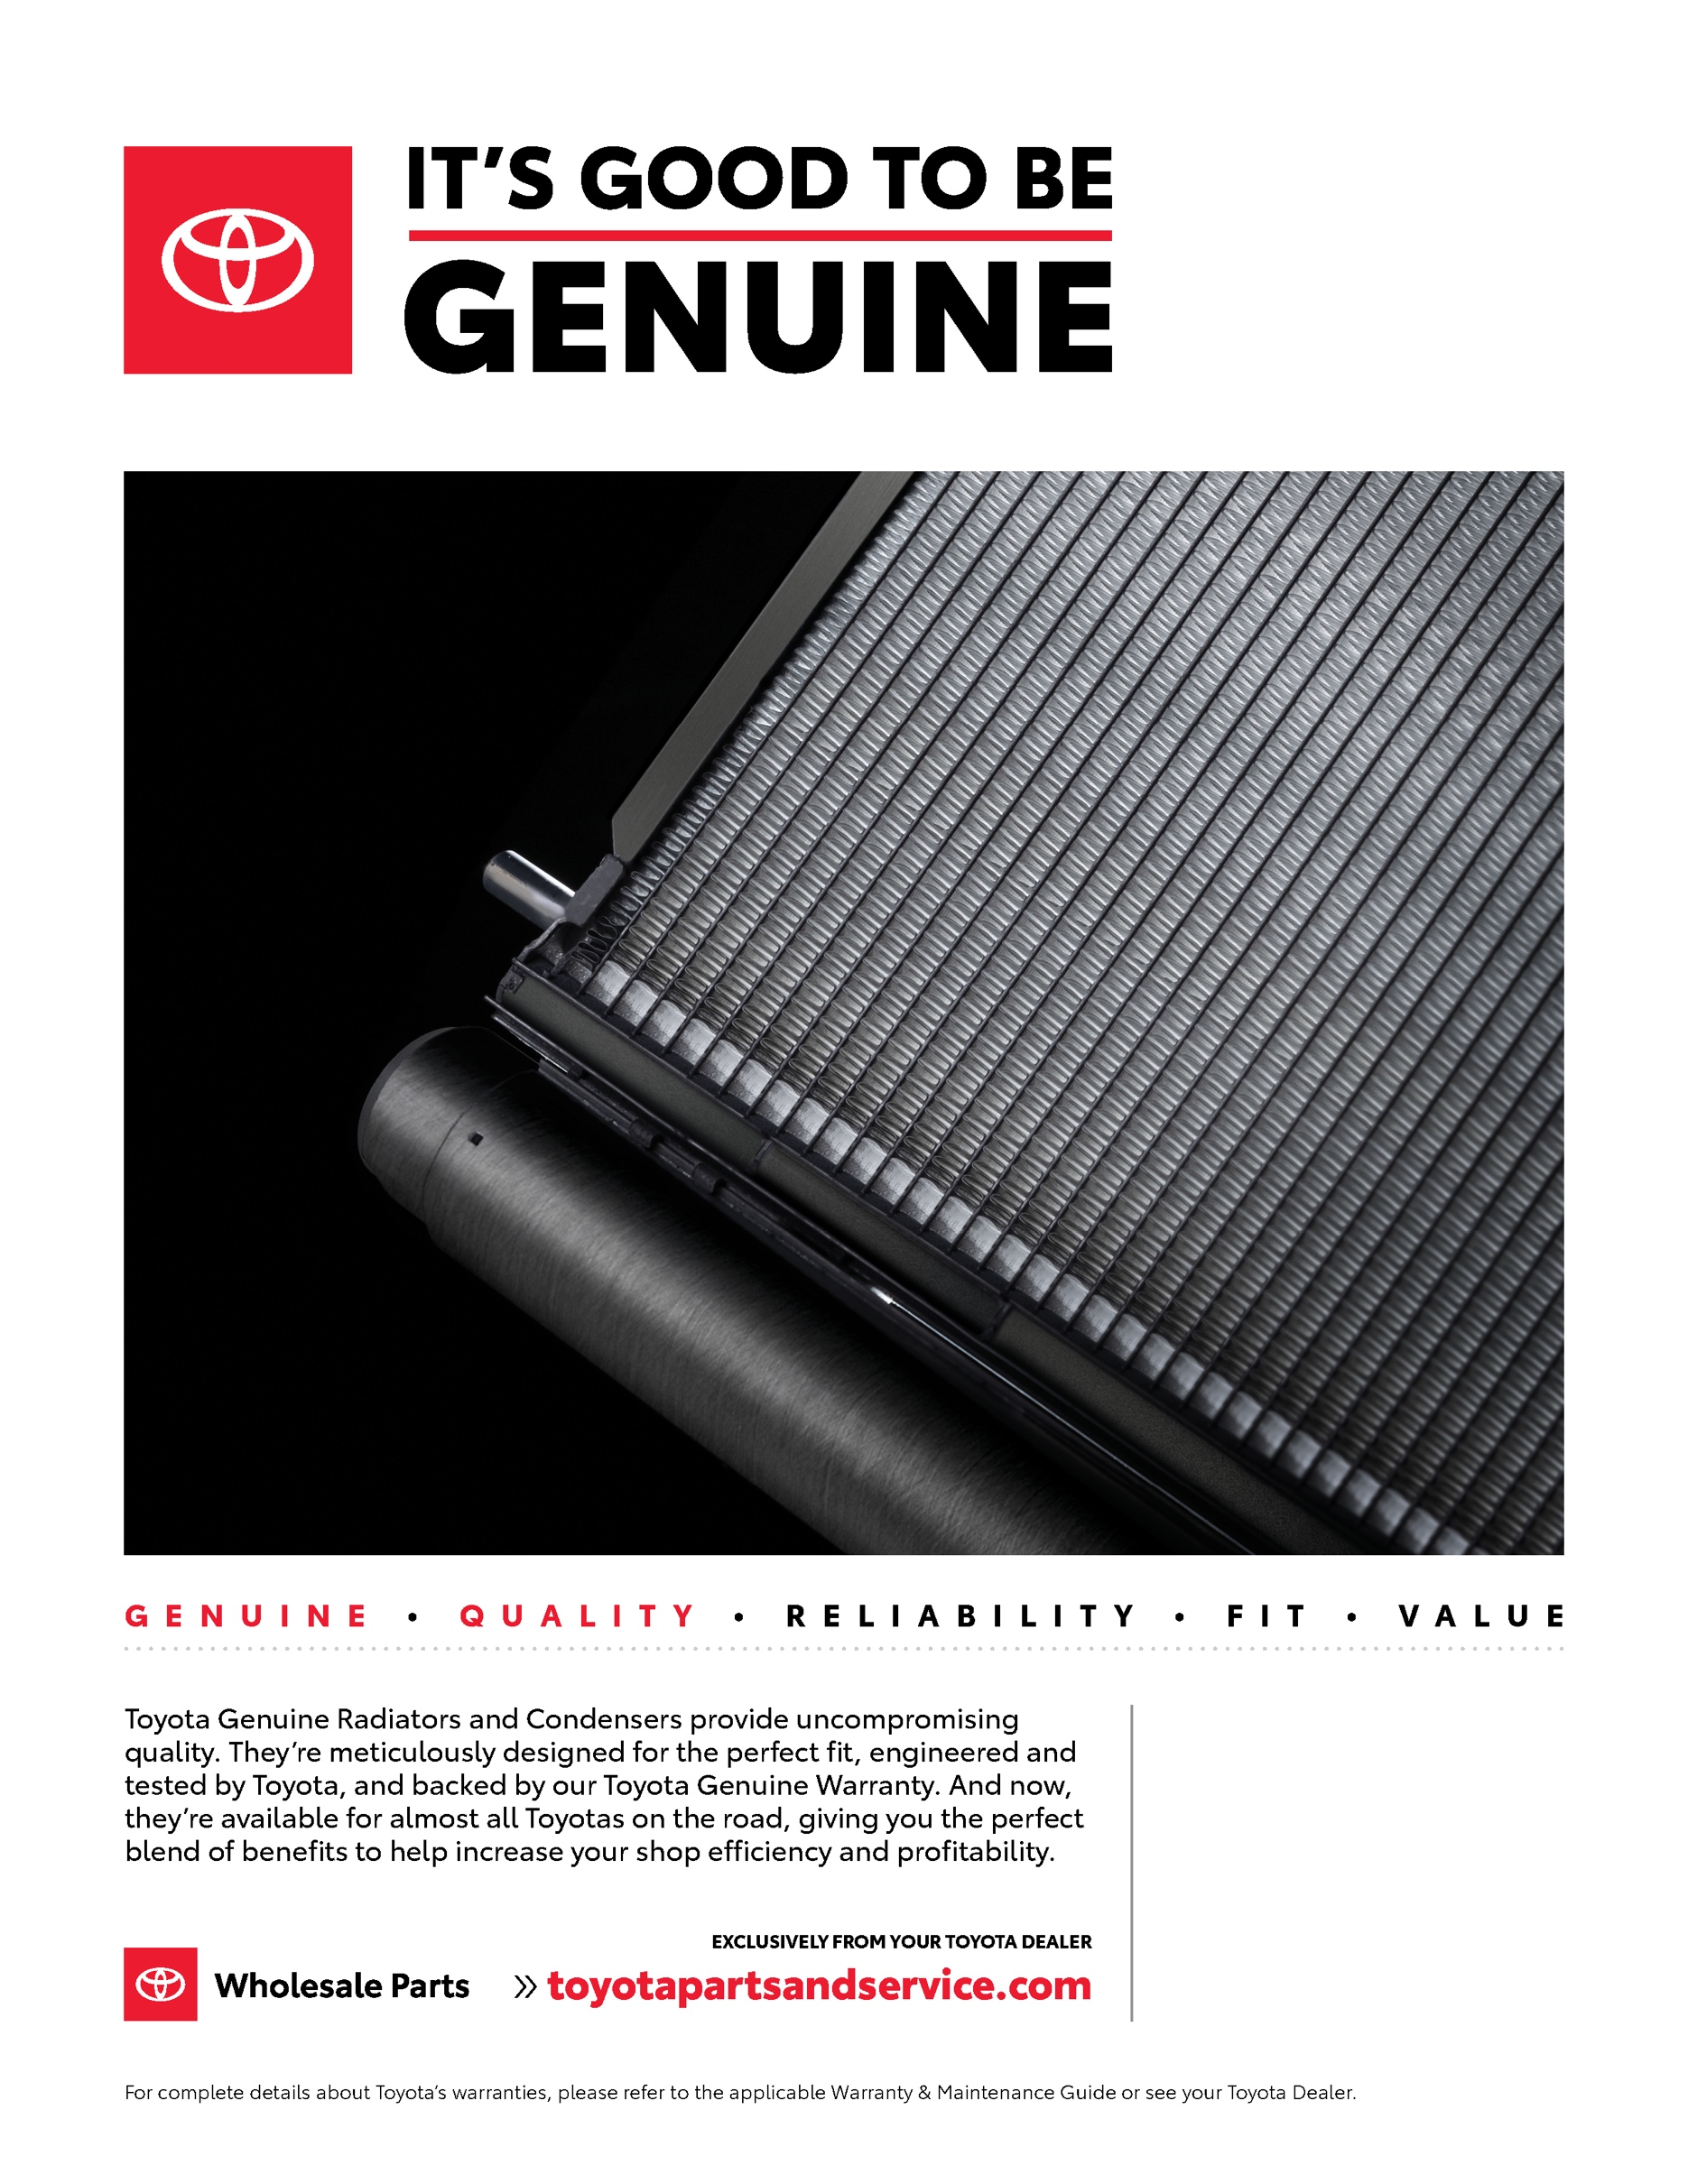 IT’S GOOD TO BE
GENUINE
GENUINE • QUALITY • RELIABILITY • FIT • VALUE
Toyota Genuine Radiators and Condensers provide uncompromising
quality. They’re meticulously designed for the perfect fit, engineered and
tested by Toyota, and backed by our Toyota Genuine Warranty. And now,
they’re available for almost all Toyotas on the road, giving you the perfect
blend of benefits to help increase your shop efficiency and profitability.
EXCLUSIVELY FROM YOUR TOYOTA DEALER
Wholesale Parts » toyotapartsandservice.com
For complete details about Toyota’s warranties, please refer to the applicable Warranty & Maintenance Guide or see your Toyota Dealer.